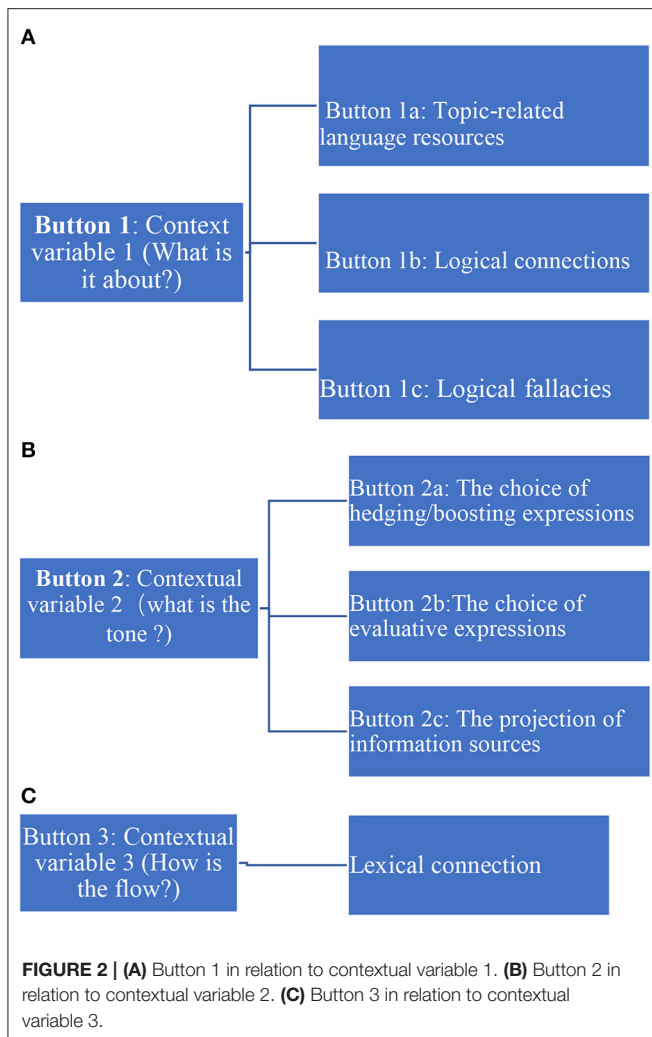 A
Button 1a: Topic-related
language resources
Button 1: Context
variable 1 (What is
it about?)
Button 1b: Logical connections
Button 1c: Logical fallacies
B
Button 2a: The choice of
hedging/boosting expressions
Button 2: Contextual
variable 2（what is the
tone ?)
Button 2b:The choice of
evaluative expressions
Button 2c: The projection of
information sources
C
Button 3: Contextual
variable 3 (How is
the flow?)
Lexical connection
FIGURE 2 | (A) Button 1 in relation to contextual variable 1. (B) Button 2 in
relation to contextual variable 2. (C) Button 3 in relation to contextual
variable 3.